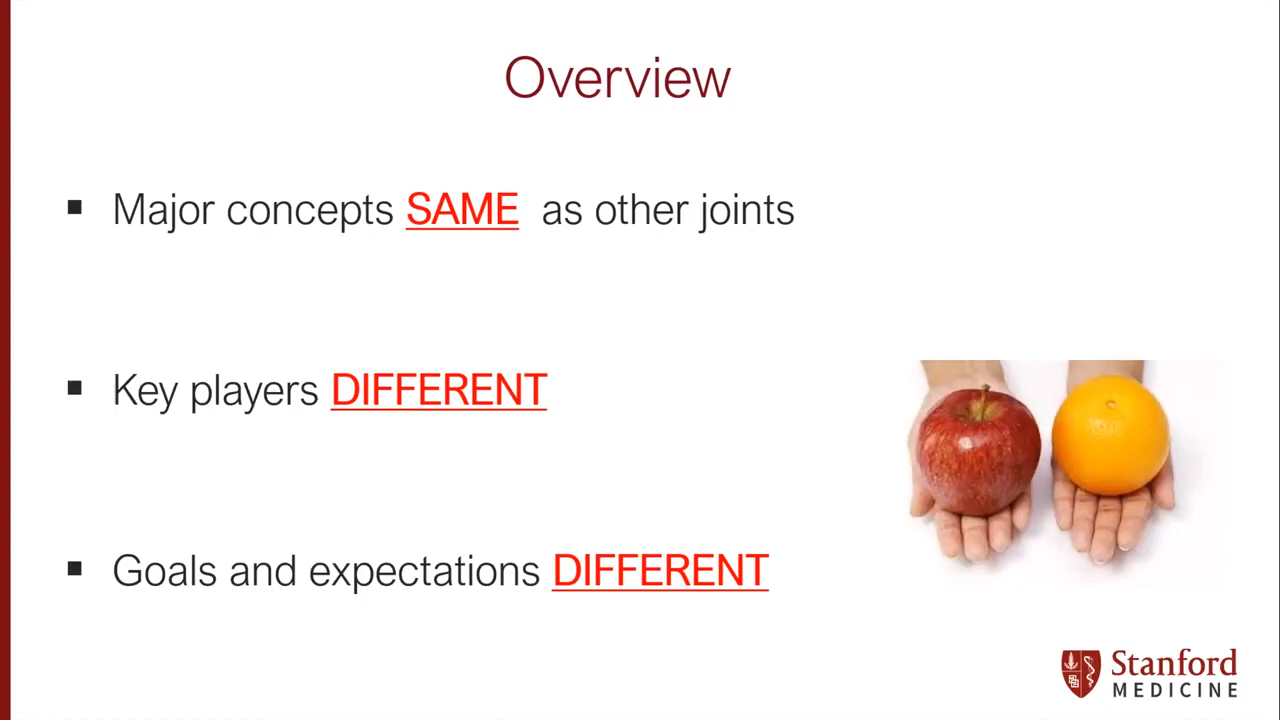 Overview
Major concepts SAME as other joints
Key players DIFFERENT
Goals and expectations DIFFERENT
Stanford
MEDICINE